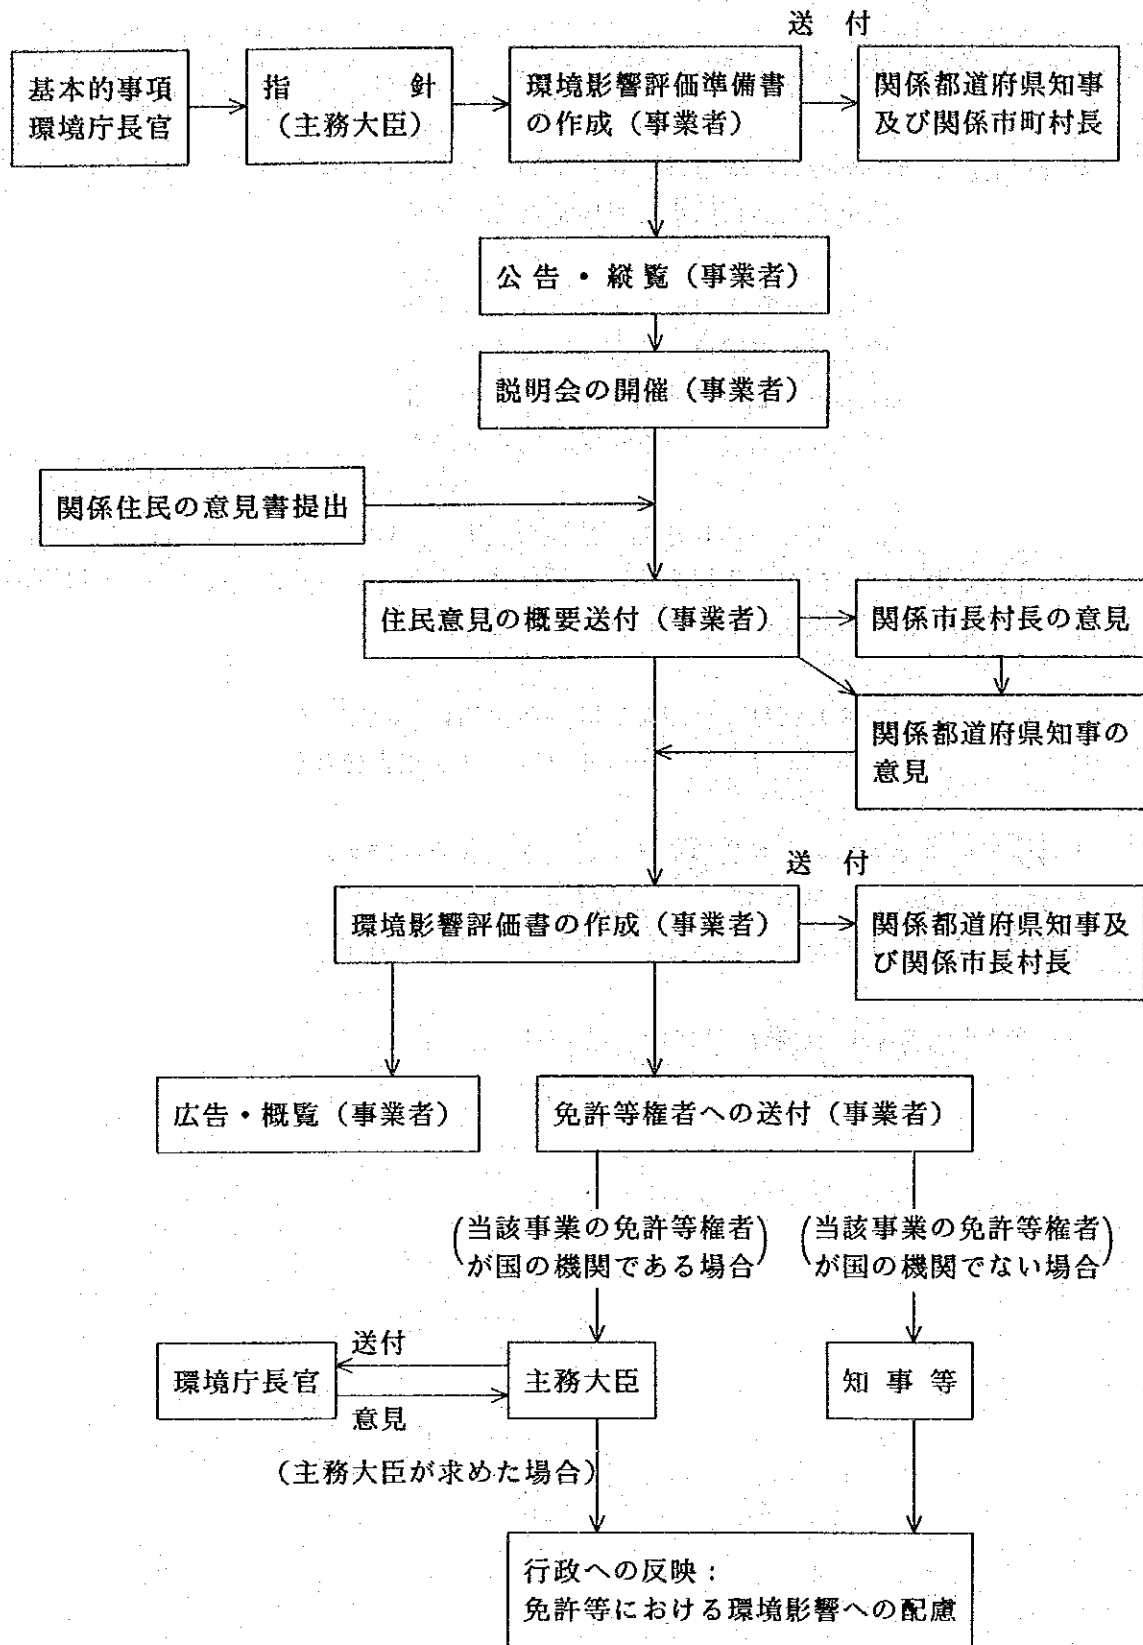 送 付
基本的事項
環境庁長官
指 針
（主務大臣）
環境影響評価準備書
の作成（事業者）
関係都道府県知事
及び関係市町村長
公 告 ・ 縦 覧（事業者）
説明会の開催（事業者）
関係住民の意見書提出
住民意見の概要送付（事業者）
関係市長村長の意見
関係都道府県知事の
意見
送 付
環境影響評価書の作成（事業者）
関係都道府県知事及
び関係市長村長
広告・概覧（事業者）
免許等権者への送付（事業者）
（当該事業の免許等権者
が国の機関である場合）
（当該事業の免許等権者
が国の機関でない場合）
送付
環境庁長官
主務大臣
知 事 等
意見
（主務大臣が求めた場合）
行政への反映：
免許等における環境影響への配慮